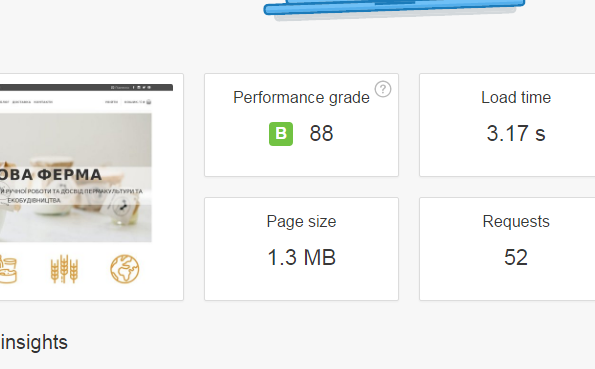 ОВА ФЕРМА
РУЧНОЇ РОБОТИ ТА ДОСВІД ПЕРМАКУЛЬТУРИ ТА
ЕКОБУДІВНИЦТВА
Performance grade ?
B 88
Load time
3.17 s
Page size
1.3 MB
Requests
52
insights